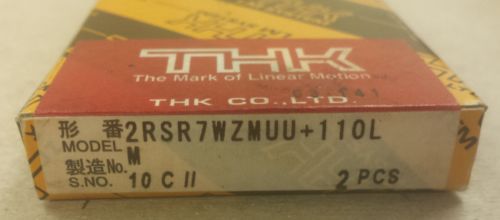 THK
The Mark of Linear Motion
THK CO.,LTD.
形 番 2RSR7WZMUU+110L
MODEL M
製造No.
S.NO. 10 C II 2 PCS